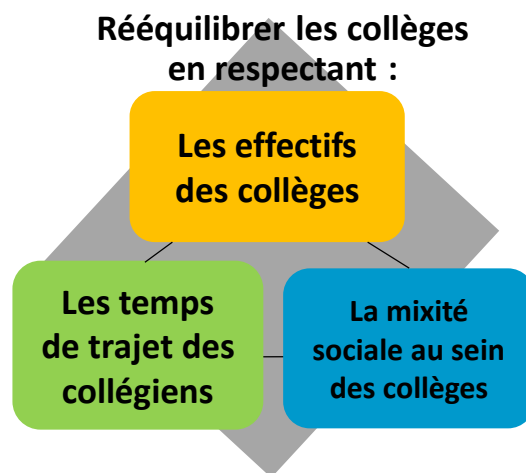 Rééquilibrer les collèges
en respectant :
Les effectifs
des collèges
Les temps
de trajet des
collégiens
La mixité
sociale au sein
des collèges